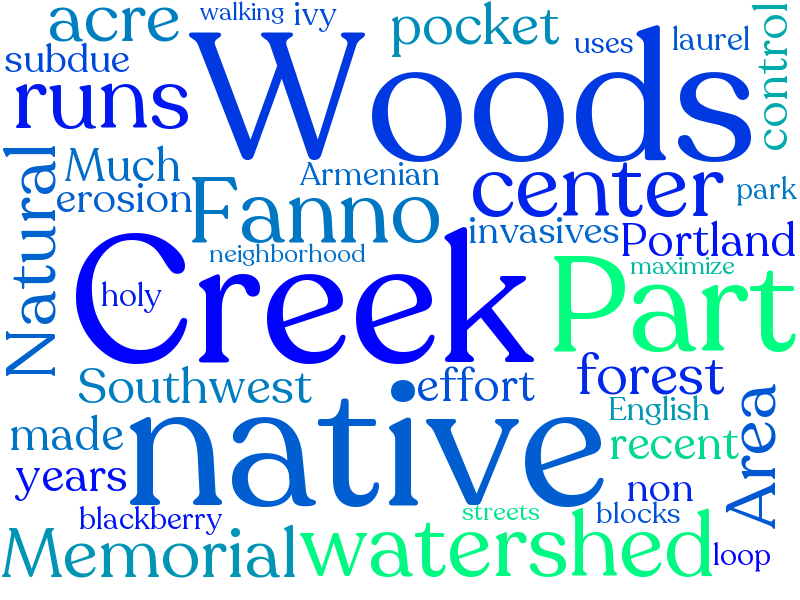 walking
ivy
acre
pocket
control
uses
laurel
Woods
subdue
runs
Much
Natural
Armenian
center
park
erosion
Fanno
invasives
Portland
neighborhood
maximize
Creek
holy
Part
Southwest
effort
forest
native
English
Area
made
recent
years
non
blackberry
streets
blocks
Memorial
watershed
loop